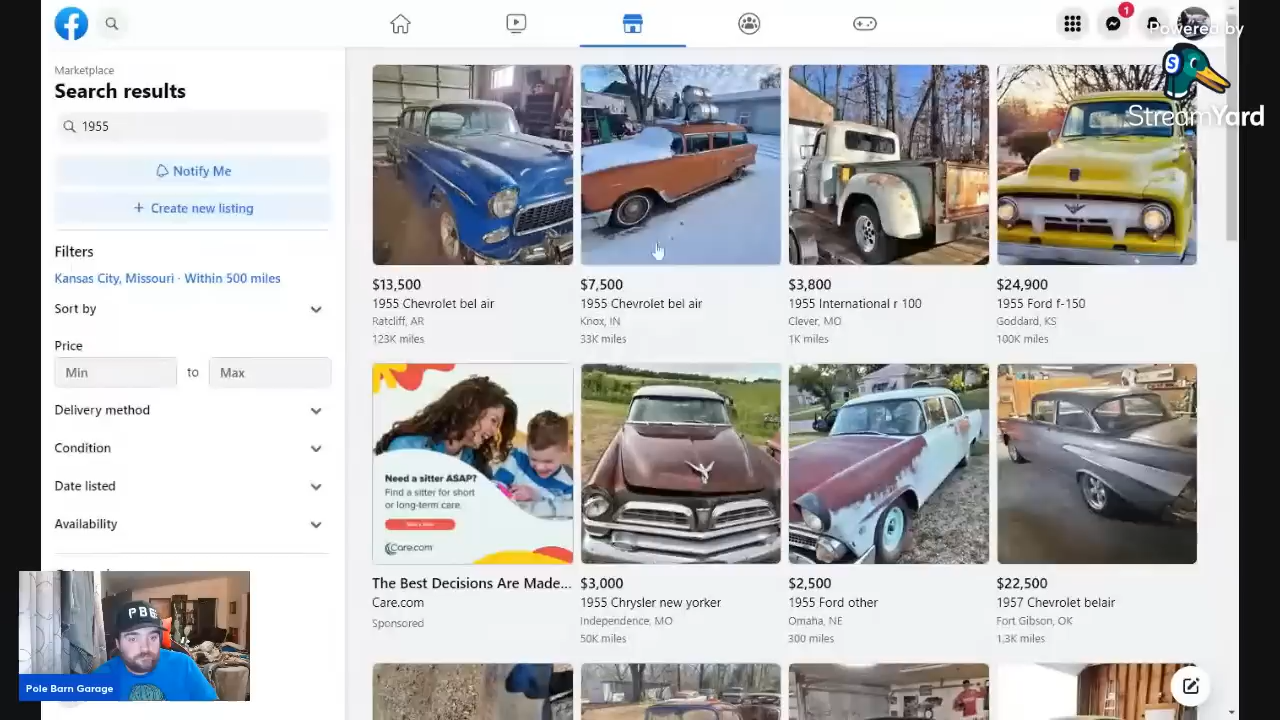 1
Powered by
S
StreamYard
Marketplace
Search results
1955
Notify Me
+ Create new listing
Filters
Kansas City, Missouri · Within 500 miles
Sort by
Price
Min
to
Max
Delivery method
Condition
Date listed
Availability
PBE
Pole Barn Garage
$13,500
1955 Chevrolet bel air
Ratcliff, AR
123K miles
$7,500
1955 Chevrolet bel air
Knox, IN
33K miles
$3,800
1955 International r 100
Clever, MO
1K miles
$24,900
1955 Ford f-150
Goddard, KS
100K miles
Need a sitter ASAP?
Find a sitter for short
or long-term care.
Care.com
The Best Decisions Are Made...
Care.com
Sponsored
$3,000
1955 Chrysler new yorker
Independence, MO
50K miles
$2,500
1955 Ford other
Omaha, NE
300 miles
$22,500
1957 Chevrolet belair
Fort Gibson, OK
1.3K miles